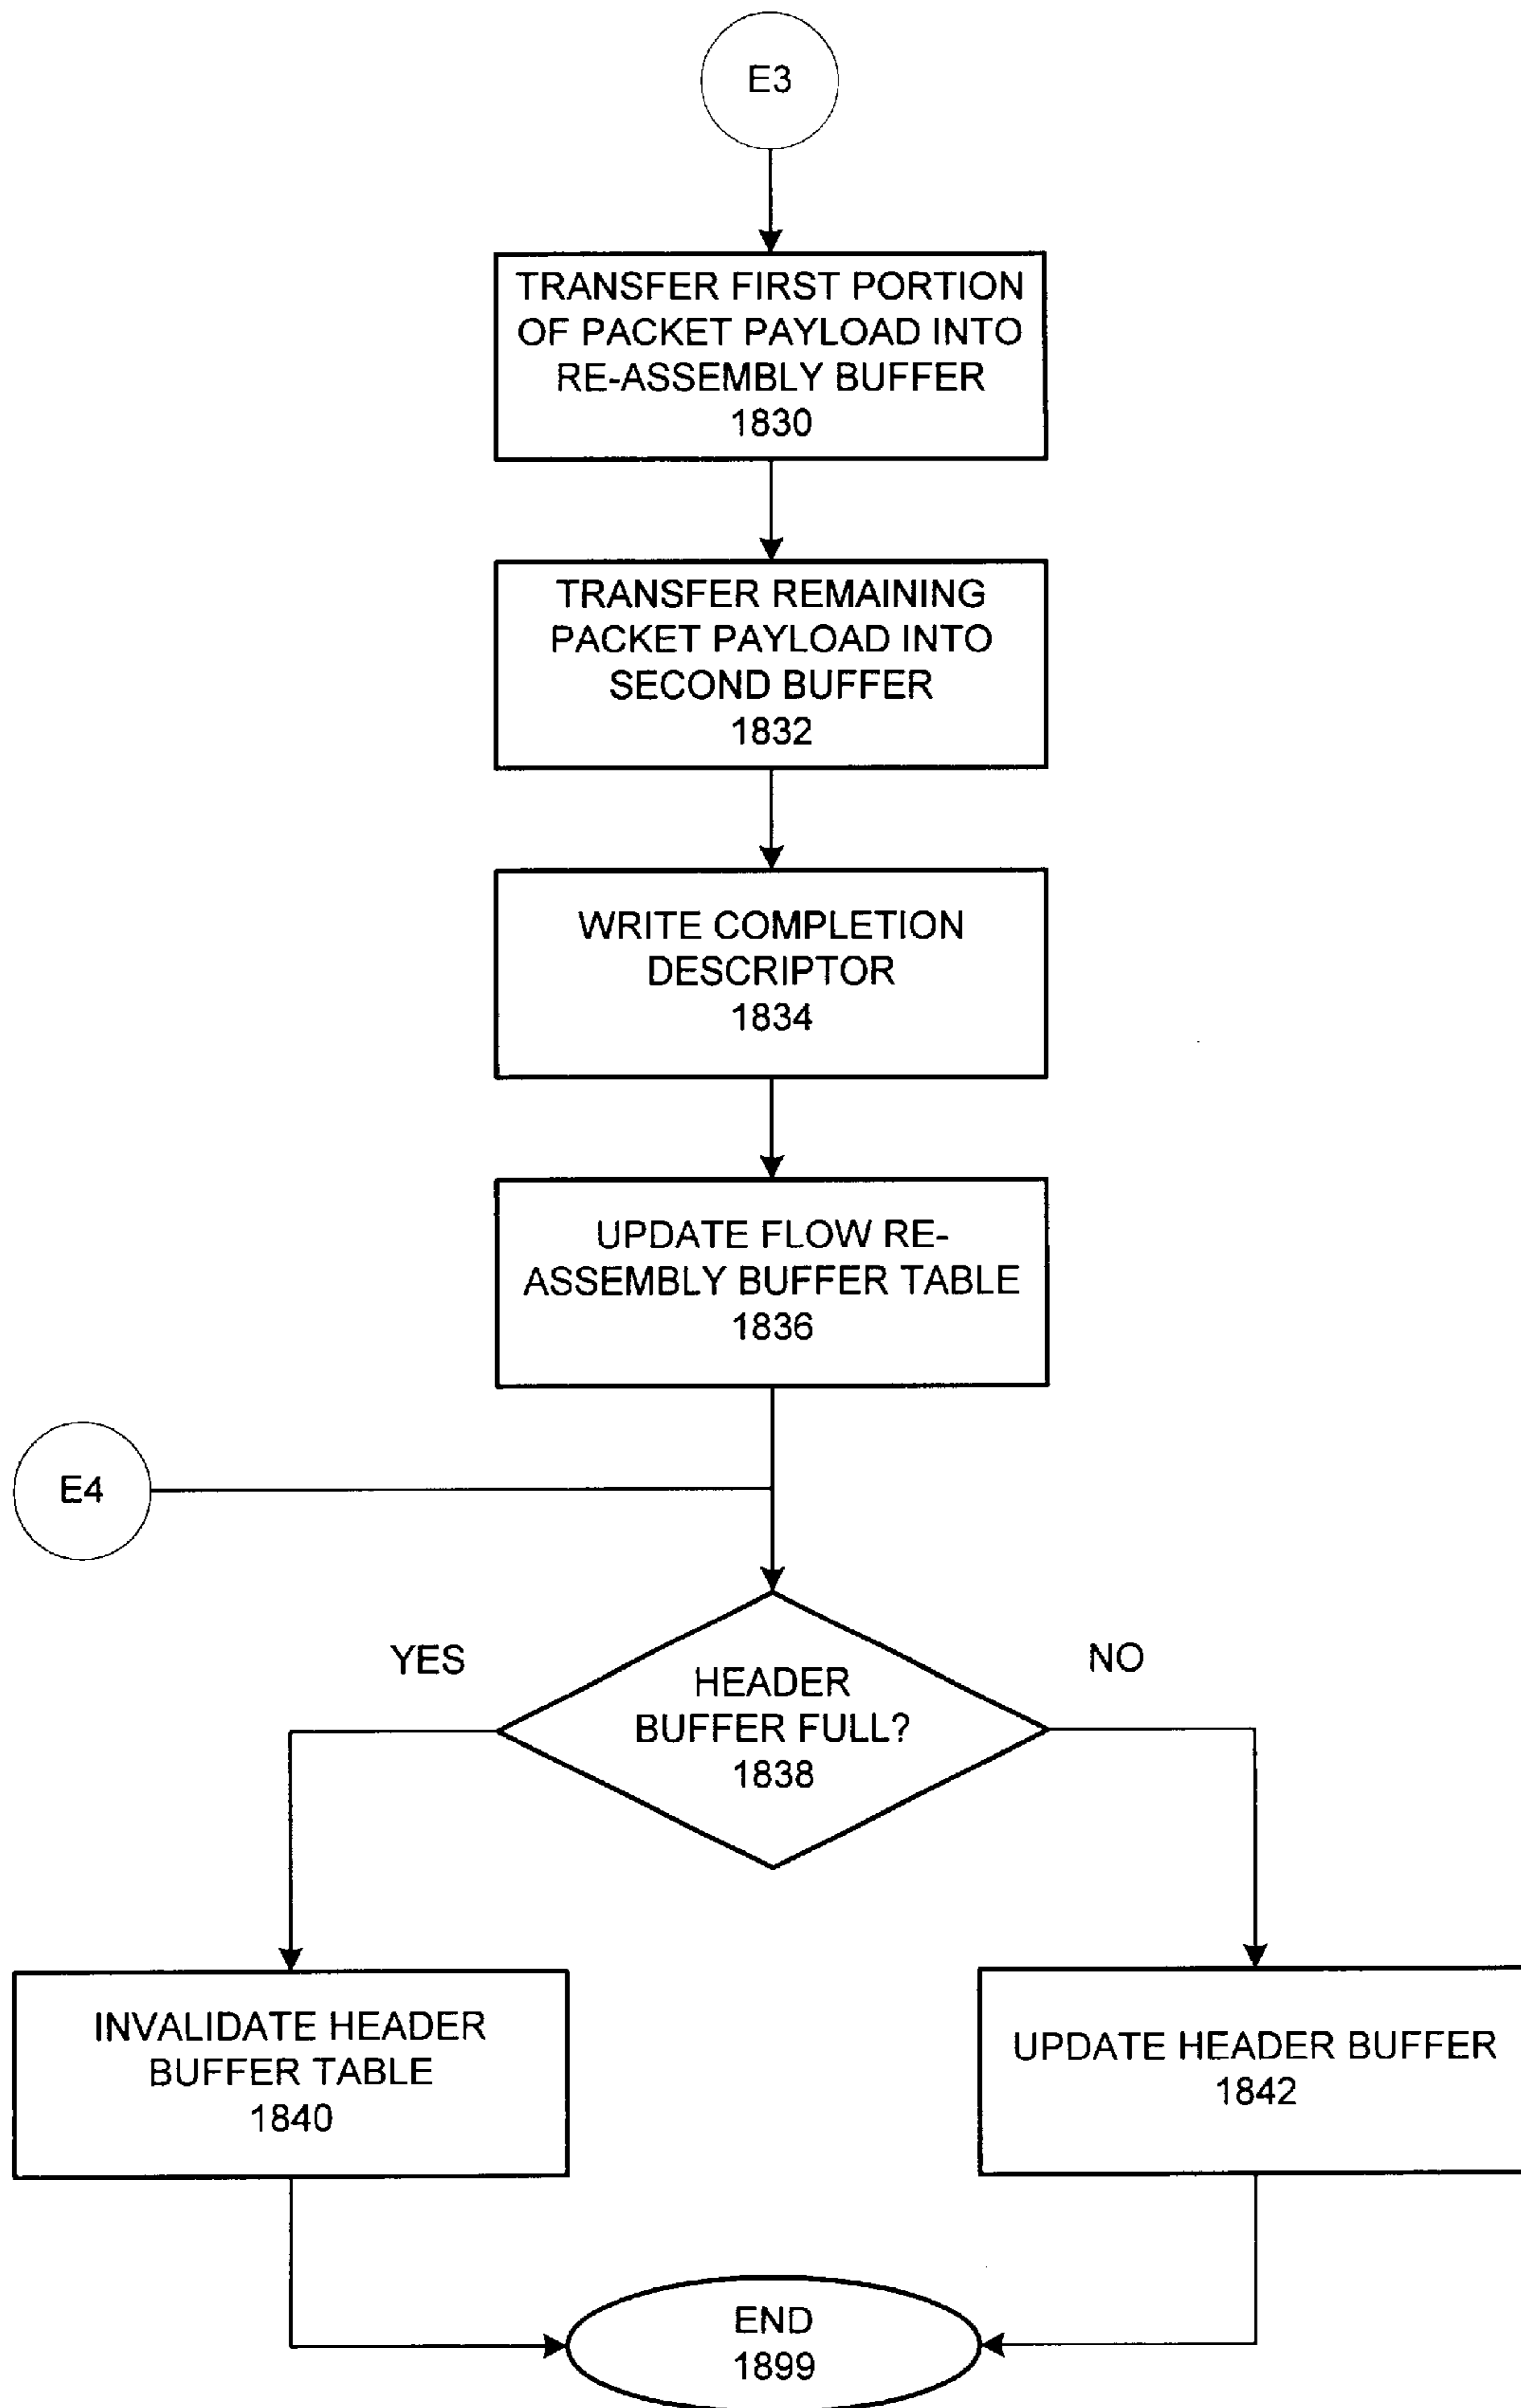 E3
TRANSFER FIRST PORTION
OF PACKET PAYLOAD INTO
RE-ASSEMBLY BUFFER
1830
TRANSFER REMAINING
PACKET PAYLOAD INTO
SECOND BUFFER
1832
WRITE COMPLETION
DESCRIPTOR
1834
UPDATE FLOW RE-
ASSEMBLY BUFFER TABLE
1836
E4
YES
NO
HEADER
BUFFER FULL?
1838
INVALIDATE HEADER
BUFFER TABLE
1840
UPDATE HEADER BUFFER
1842
END
1899